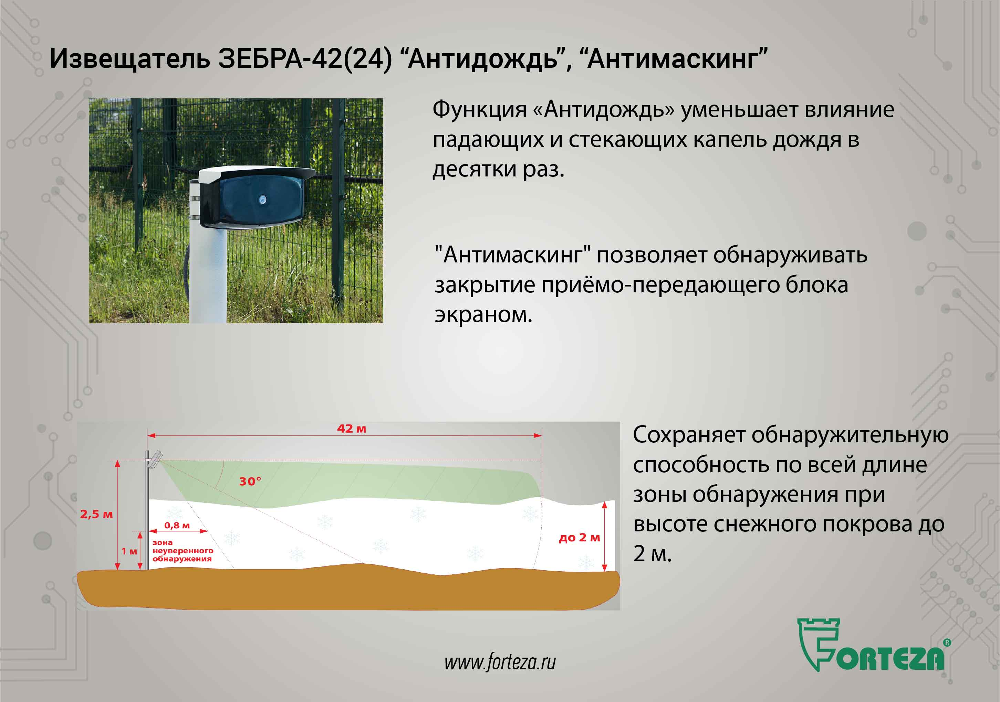 Извещатель ЗЕБРА-42(24) “Антидождь”, “Антимаскинг”
Функция «Антидождь» уменьшает влияние
падающих и стекающих капель дождя в
десятки раз.
"Антимаскинг" позволяет обнаруживать
закрытие приёмо-передающего блока
экраном.
42 м
30°
2,5 м
0,8 м
1 м
зона
неуверенного
обнаружения
до 2 м
Сохраняет обнаружительную
способность по всей длине
зоны обнаружения при
высоте снежного покрова до
2 м.
www.forteza.ru
FORTEZA®